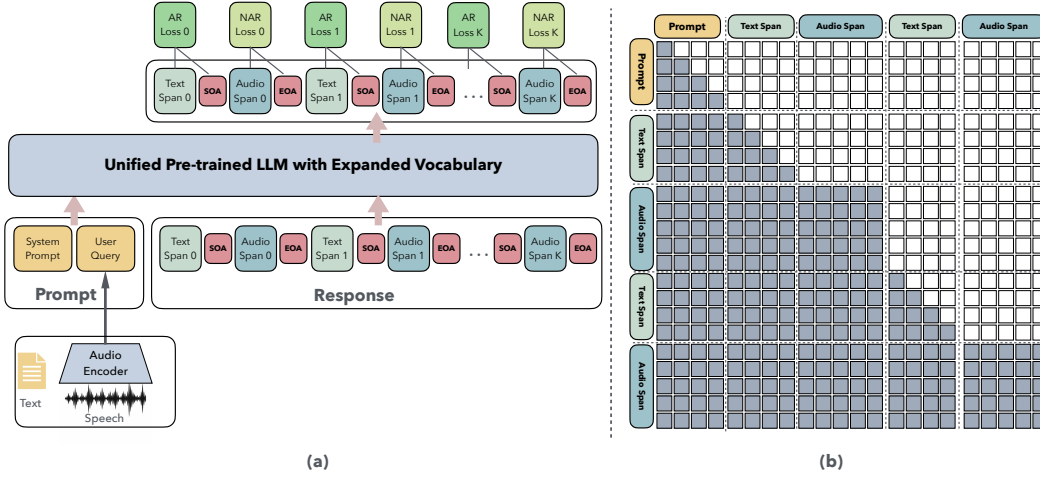 AR
Loss 0
NAR
Loss 0
AR
Loss 1
NAR
Loss 1
AR
Loss K
NAR
Loss K
Text
Span 0
SOA
Audio
Span 0
EOA
Text
Span 1
SOA
Audio
Span 1
EOA
...
SOA
Audio
Span K
EOA
Unified Pre-trained LLM with Expanded Vocabulary
System
Prompt
User
Query
Prompt
Text
Span 0
SOA
Audio
Span 0
EOA
Text
Span 1
SOA
Audio
Span 1
EOA
...
SOA
Audio
Span K
EOA
Response
Audio
Encoder
Text
Speech
(a)
Prompt
Text Span
Audio Span
Text Span
Audio Span
Prompt
Text Span
Audio Span
Text Span
Audio Span
(b)